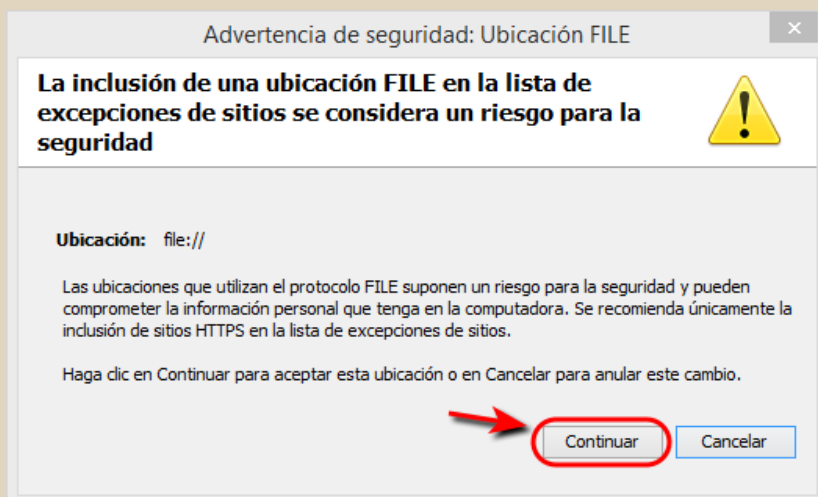 Advertencia de seguridad: Ubicación FILE
La inclusión de una ubicación FILE en la lista de
excepciones de sitios se considera un riesgo para la
seguridad
Ubicación: file://
Las ubicaciones que utilizan el protocolo FILE suponen un riesgo para la seguridad y pueden
comprometer la información personal que tenga en la computadora. Se recomienda únicamente la
inclusión de sitios HTTPS en la lista de excepciones de sitios.
Haga clic en Continuar para aceptar esta ubicación o en Cancelar para anular este cambio.
Continuar Cancelar